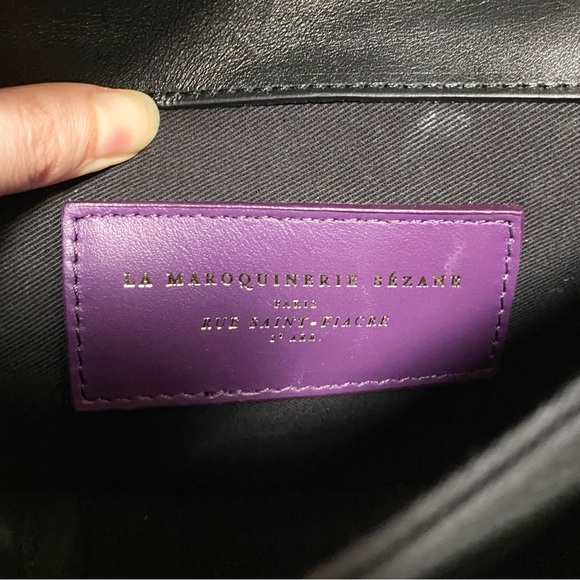 LA MAROQUINERIE SÉZANE
PARIS
RUE SAINT-FIACRE
2e ARR.